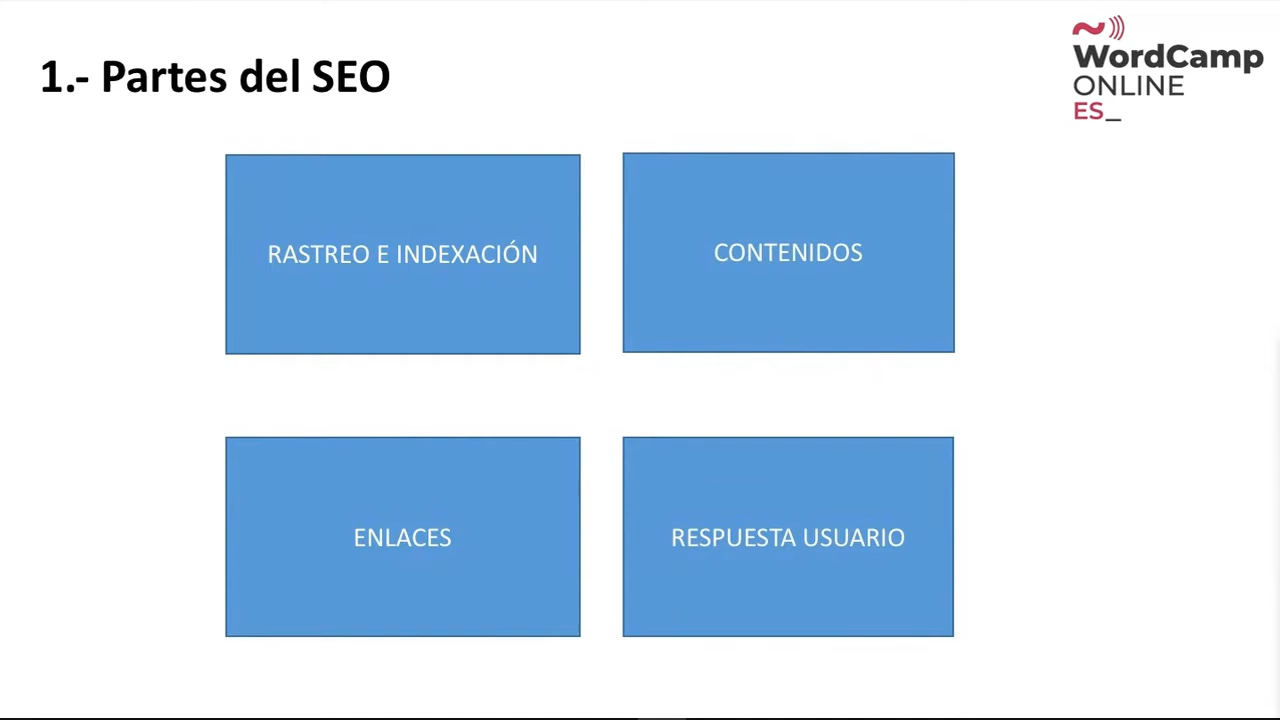 1.- Partes del SEO
WordCamp
ONLINE
ES_
RASTREO E INDEXACIÓN
CONTENIDOS
ENLACES
RESPUESTA USUARIO